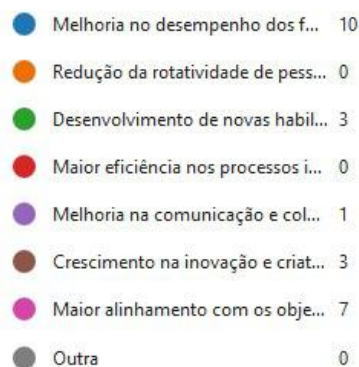 Melhoria no desempenho dos f... 10
Redução da rotatividade de pess... 0
Desenvolvimento de novas habil... 3
Maior eficiência nos processos i... 0
Melhoria na comunicação e col... 1
Crescimento na inovação e criat... 3
Maior alinhamento com os obje... 7
Outra 0